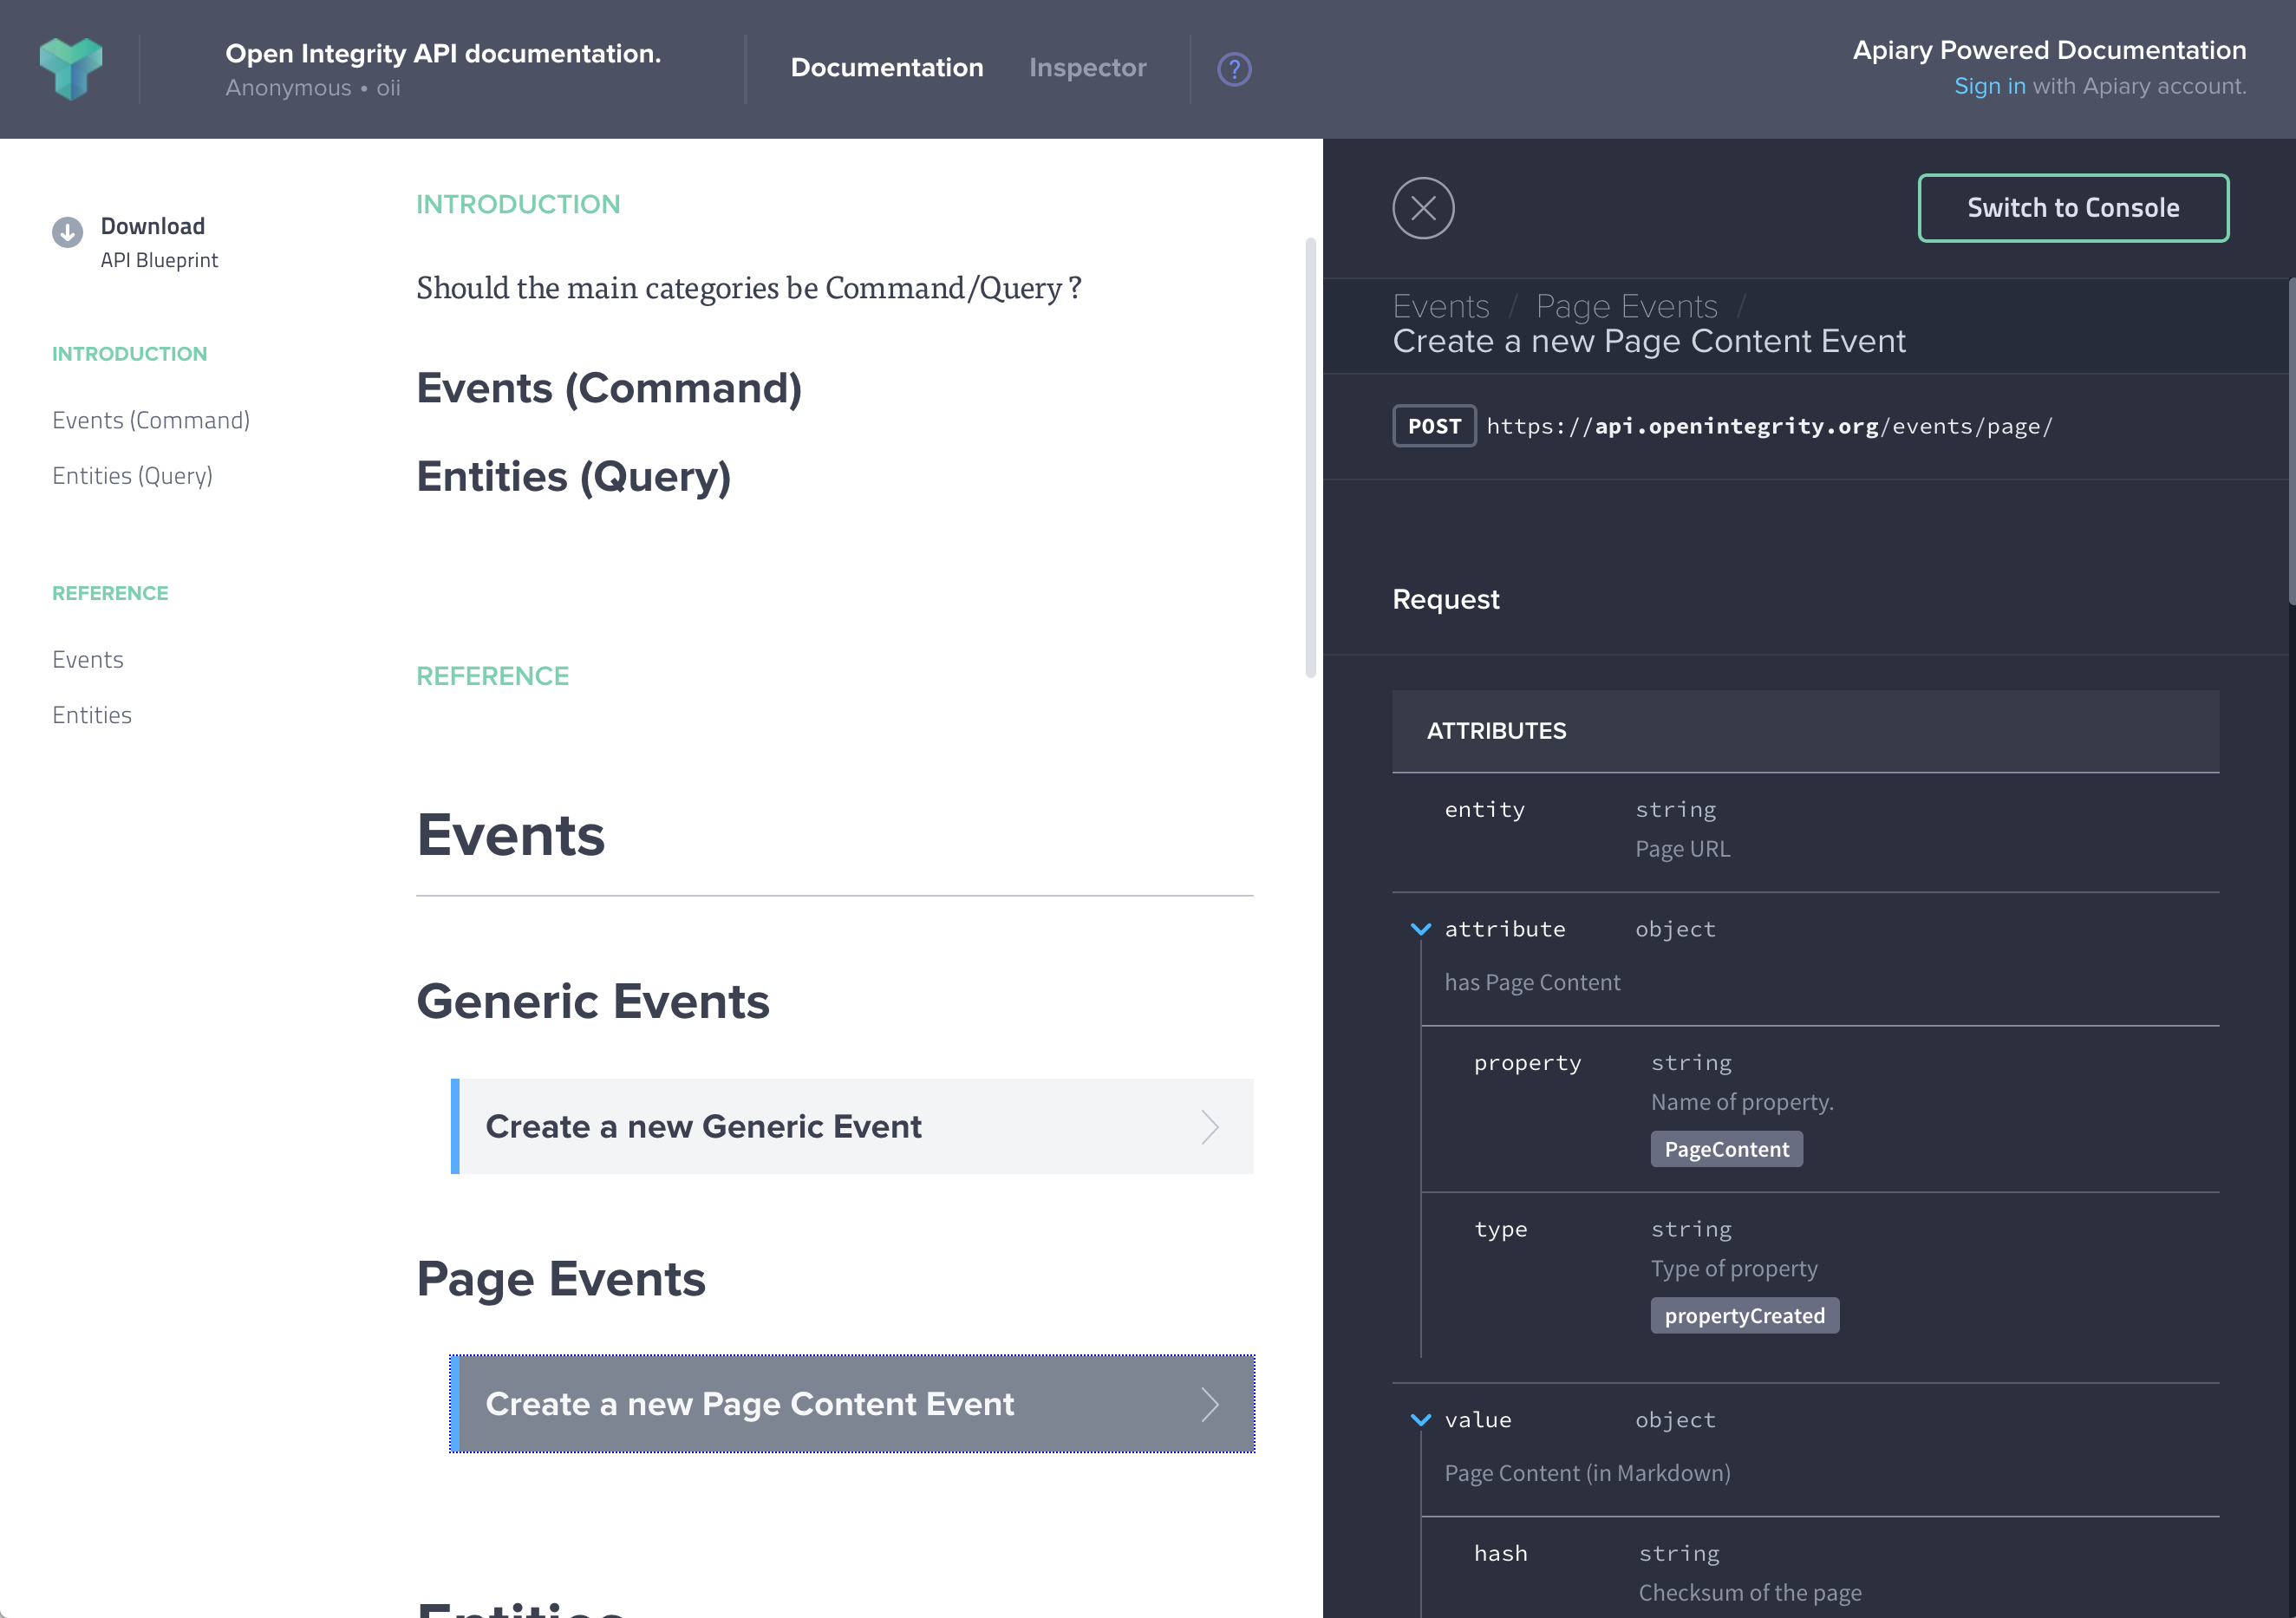 Open Integrity API documentation.
Anonymous • oii
Documentation
Inspector
?
Apiary Powered Documentation
Sign in with Apiary account.
Download
API Blueprint
INTRODUCTION
Events (Command)
Entities (Query)
REFERENCE
Events
Entities
INTRODUCTION
Should the main categories be Command/Query ?
Events (Command)
Entities (Query)
REFERENCE
Events
Generic Events
Create a new Generic Event
Page Events
Create a new Page Content Event
Entities
Switch to Console
Events / Page Events /
Create a new Page Content Event
POST https://api.openintegrity.org/events/page/
Request
ATTRIBUTES
entity string
Page URL
attribute object
has Page Content
property string
Name of property.
PageContent
type string
Type of property
propertyCreated
value object
Page Content (in Markdown)
hash string
Checksum of the page